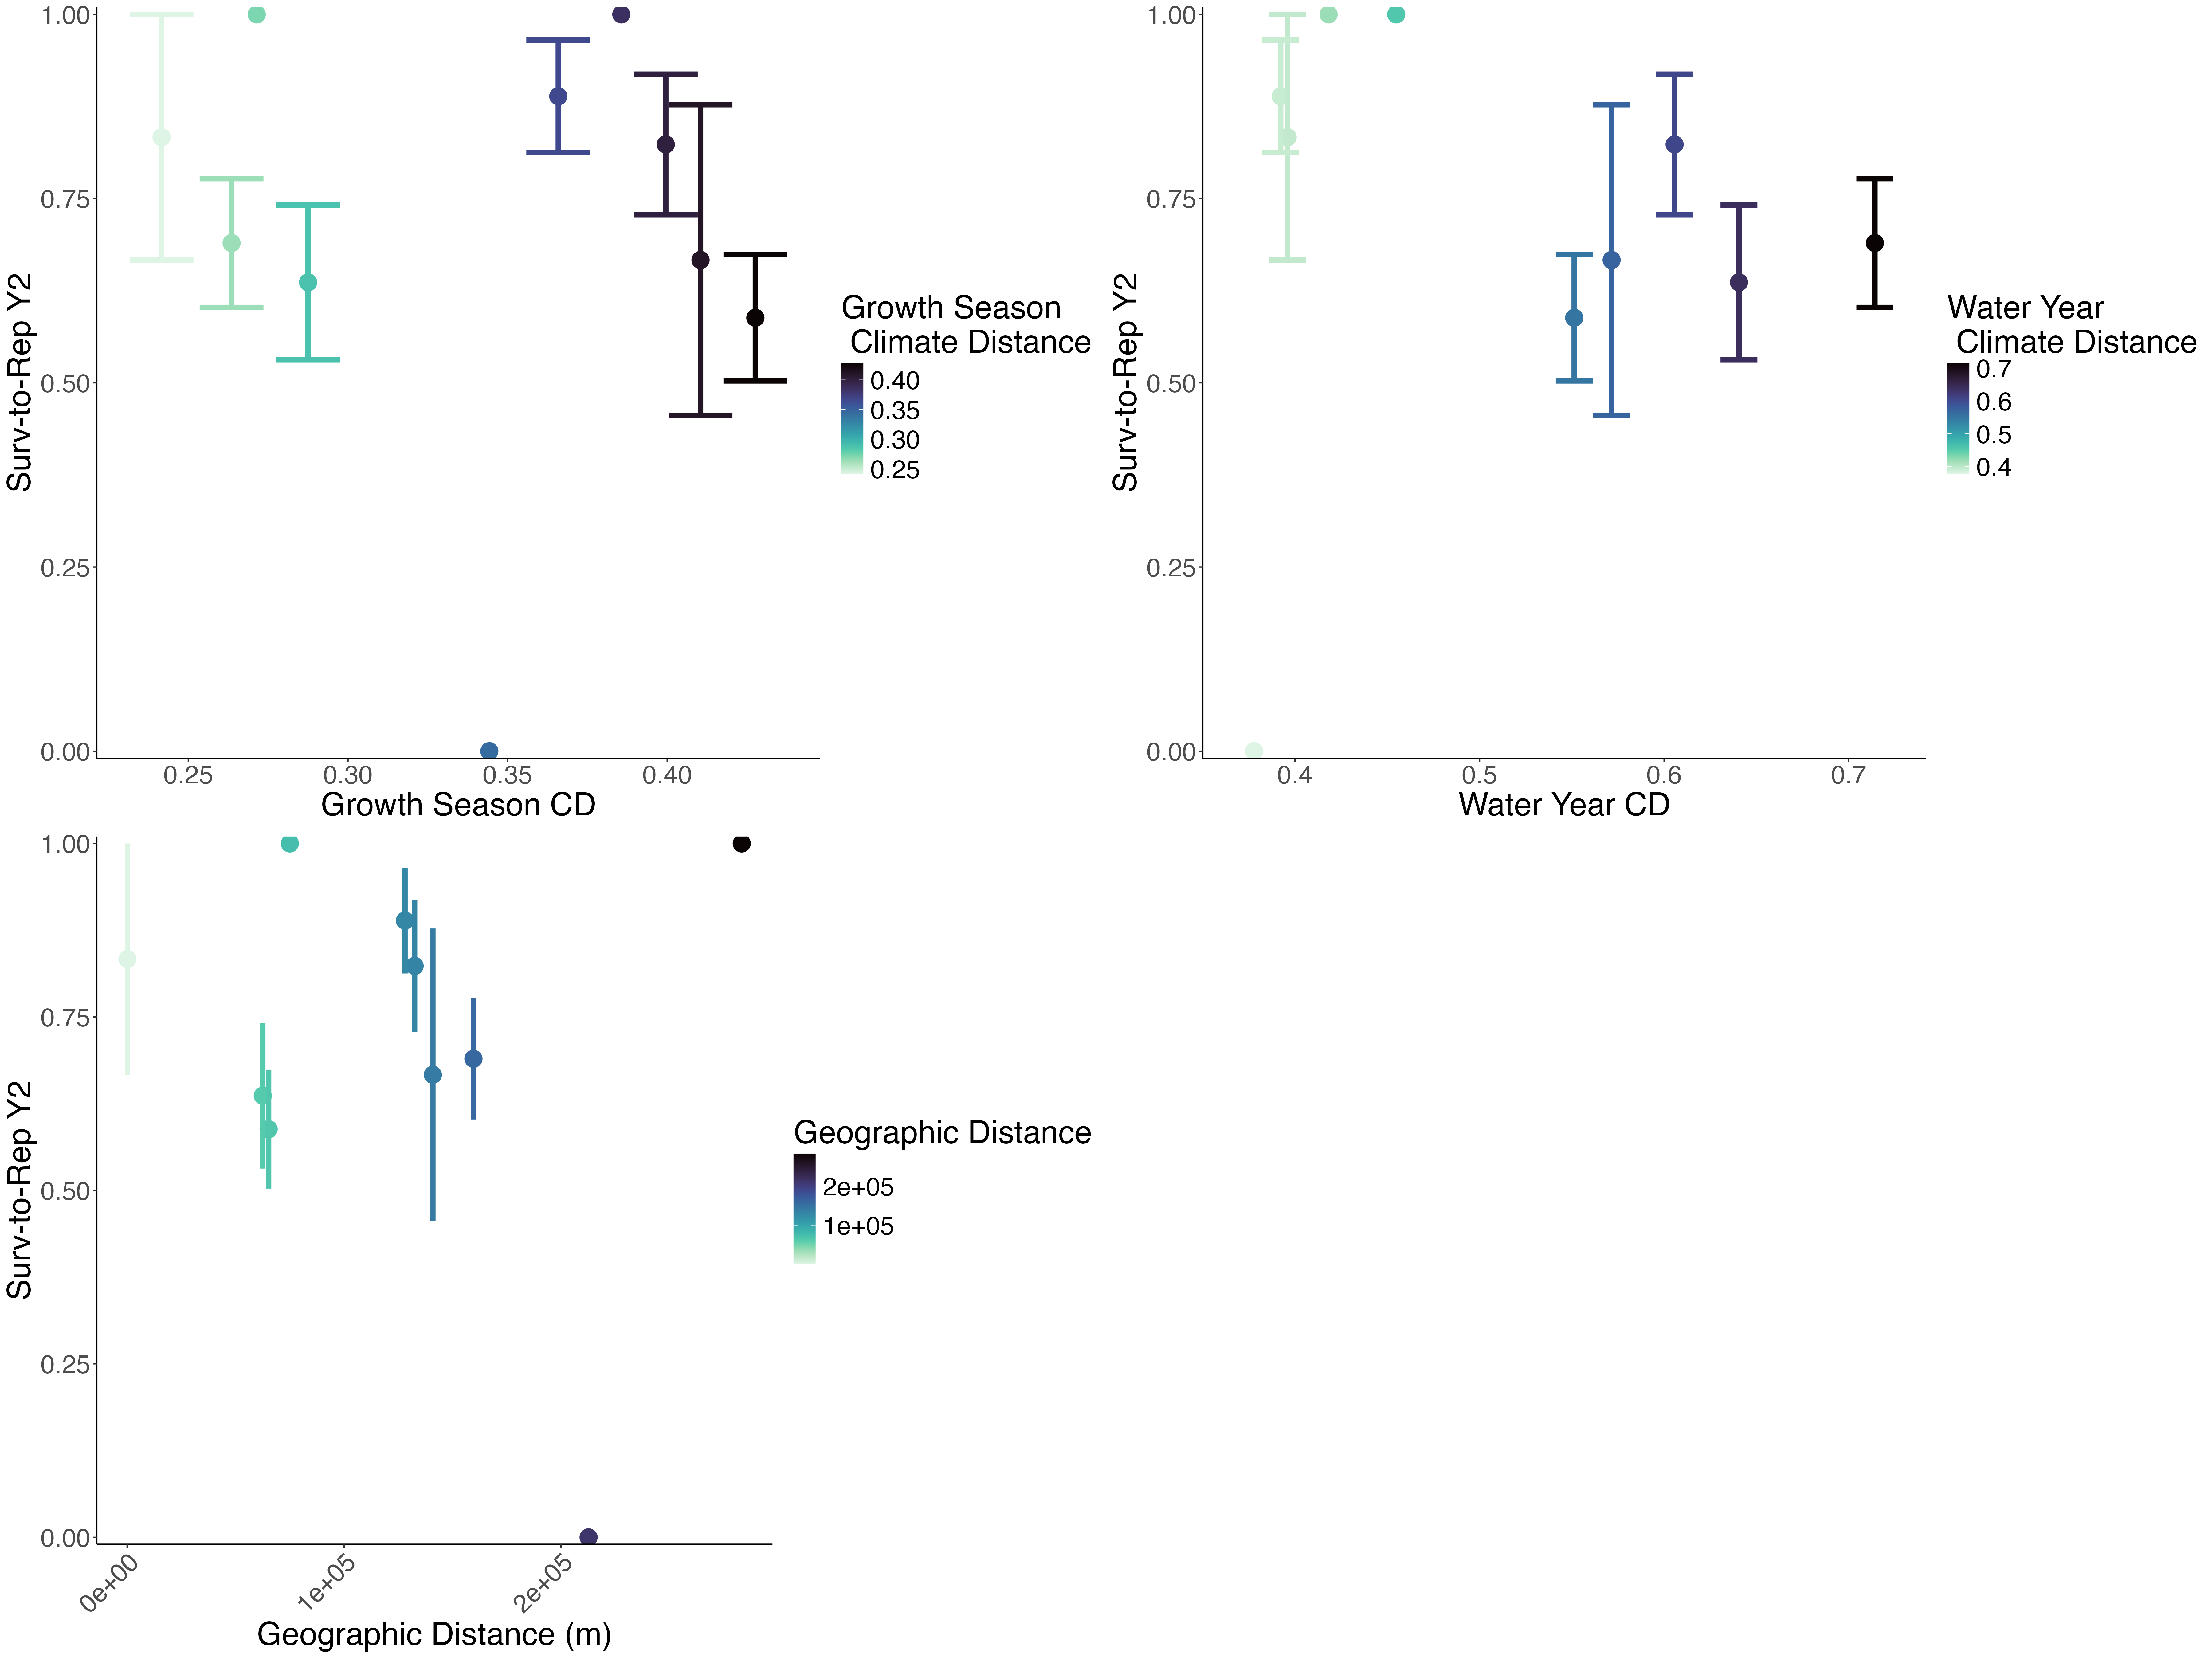 Surv-to-Rep Y2
1.00
0.75
0.50
0.25
0.00
0.25
0.30
0.35
0.40
Growth Season CD
Growth Season
Climate Distance
0.40
0.35
0.30
0.25
Surv-to-Rep Y2
1.00
0.75
0.50
0.25
0.00
0.4
0.5
0.6
0.7
Water Year CD
Water Year
Climate Distance
0.7
0.6
0.5
0.4
Surv-to-Rep Y2
1.00
0.75
0.50
0.25
0.00
0e+00
1e+05
2e+05
Geographic Distance (m)
Geographic Distance
2e+05
1e+05